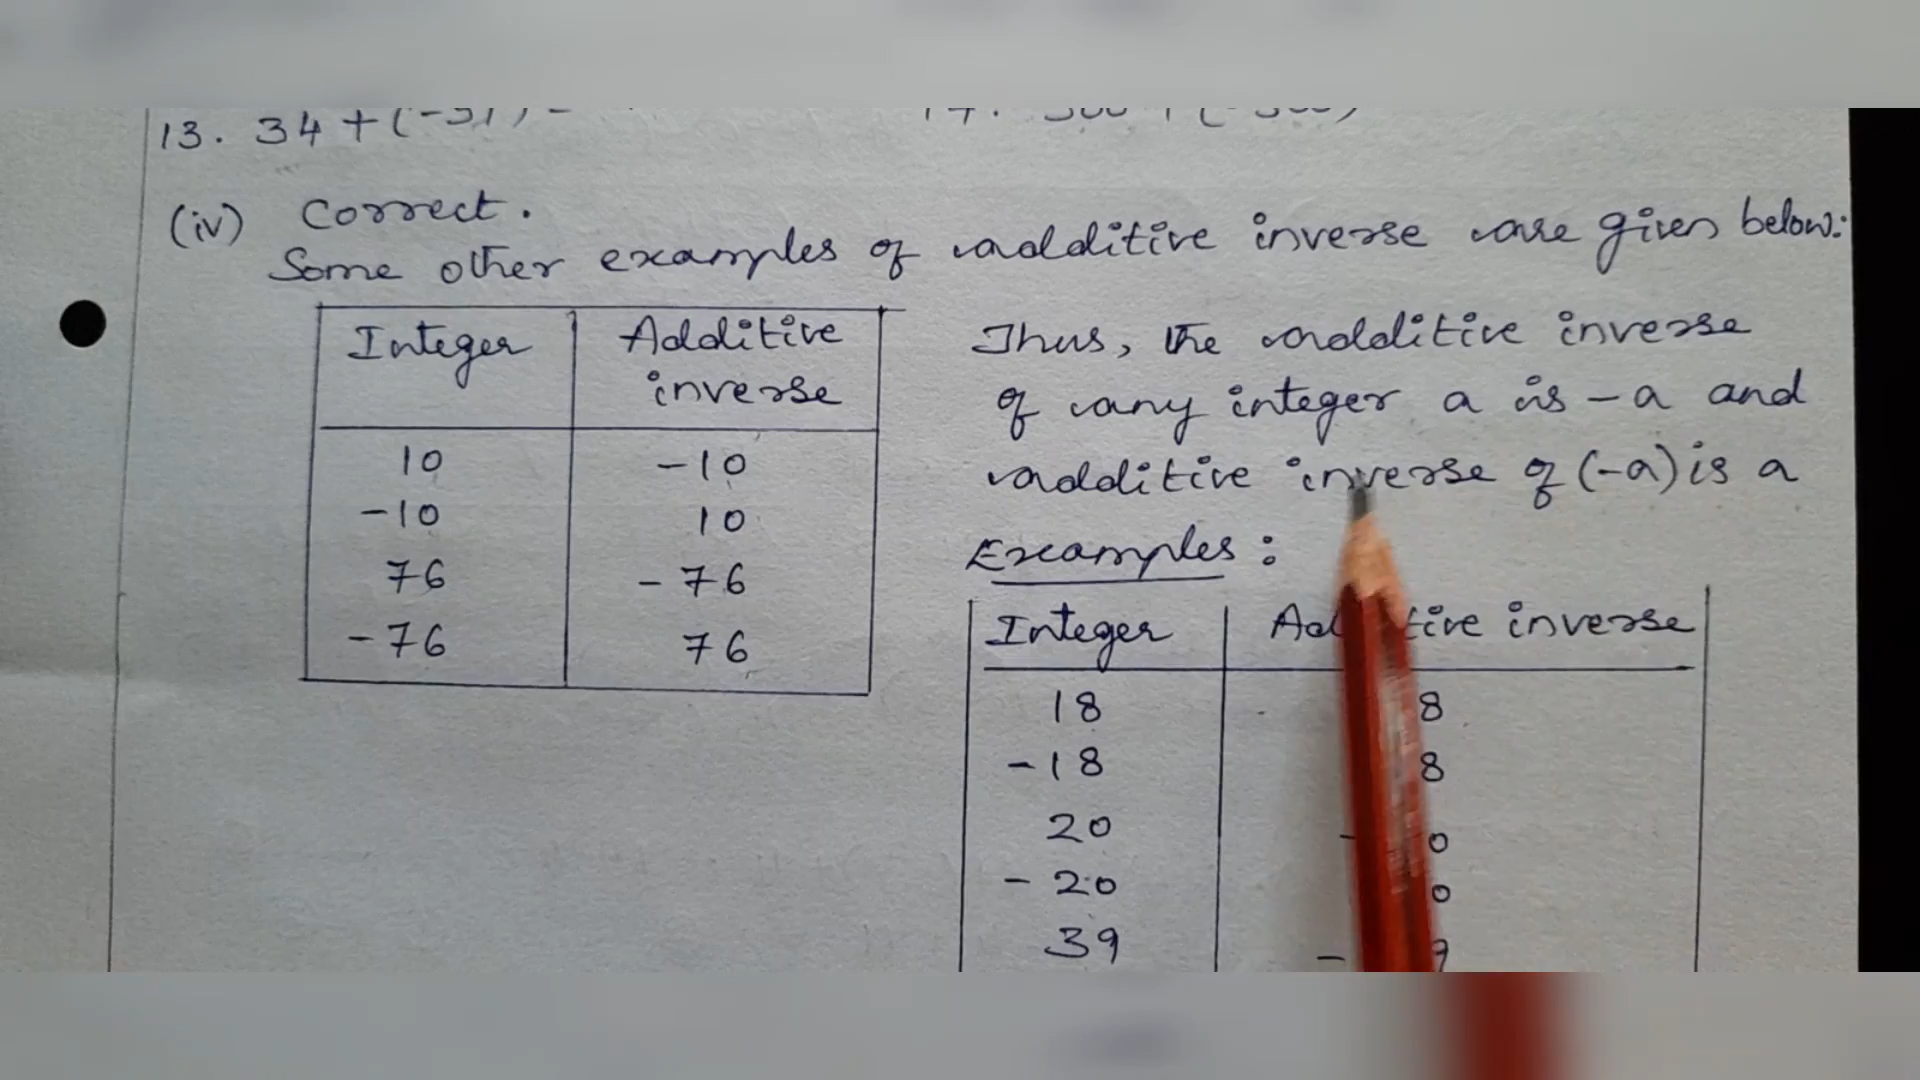 13. 34 + (
(iv) Correct.
Some other examples of additive inverse are given below:
Integer Additive
inverse
10 -10
-10 10
76 -76
-76 76
Thus, the additive inverse
of any integer a is -a and
additive inverse of (-a) is a
Examples:
Integer inverse
18
-18
20
-20
39